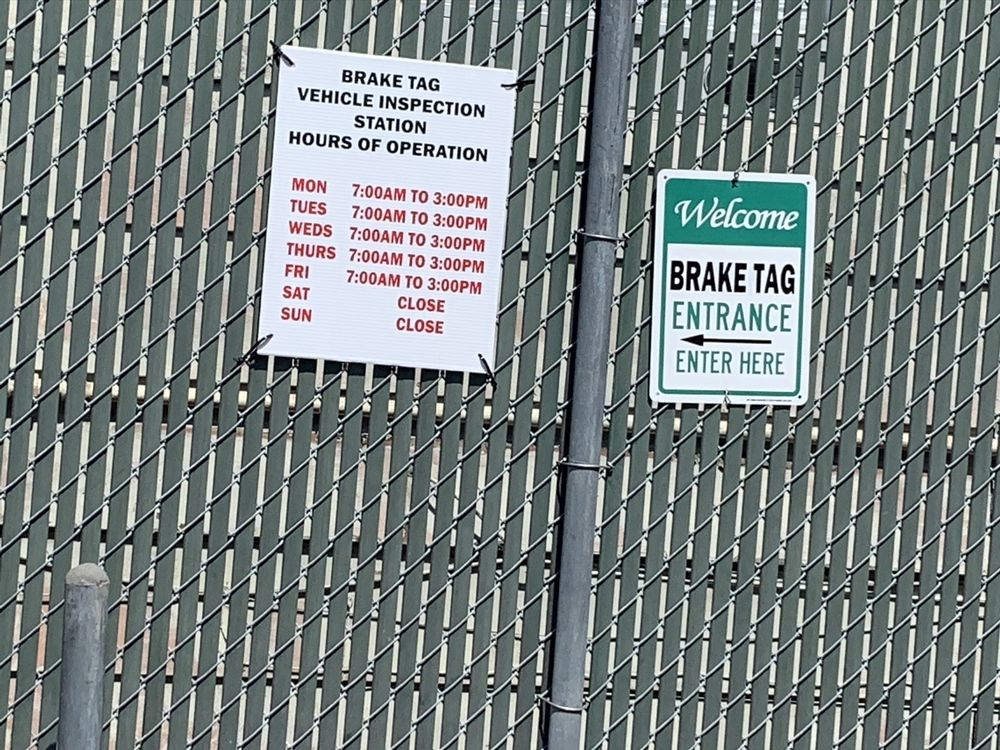 BRAKE TAG
VEHICLE INSPECTION
STATION
HOURS OF OPERATION
MON 7:00AM TO 3:00PM
TUES 7:00AM TO 3:00PM
WEDS 7:00AM TO 3:00PM
THURS 7:00AM TO 3:00PM
FRI 7:00AM TO 3:00PM
SAT CLOSE
SUN CLOSE
Welcome
BRAKE TAG
ENTRANCE
ENTER HERE